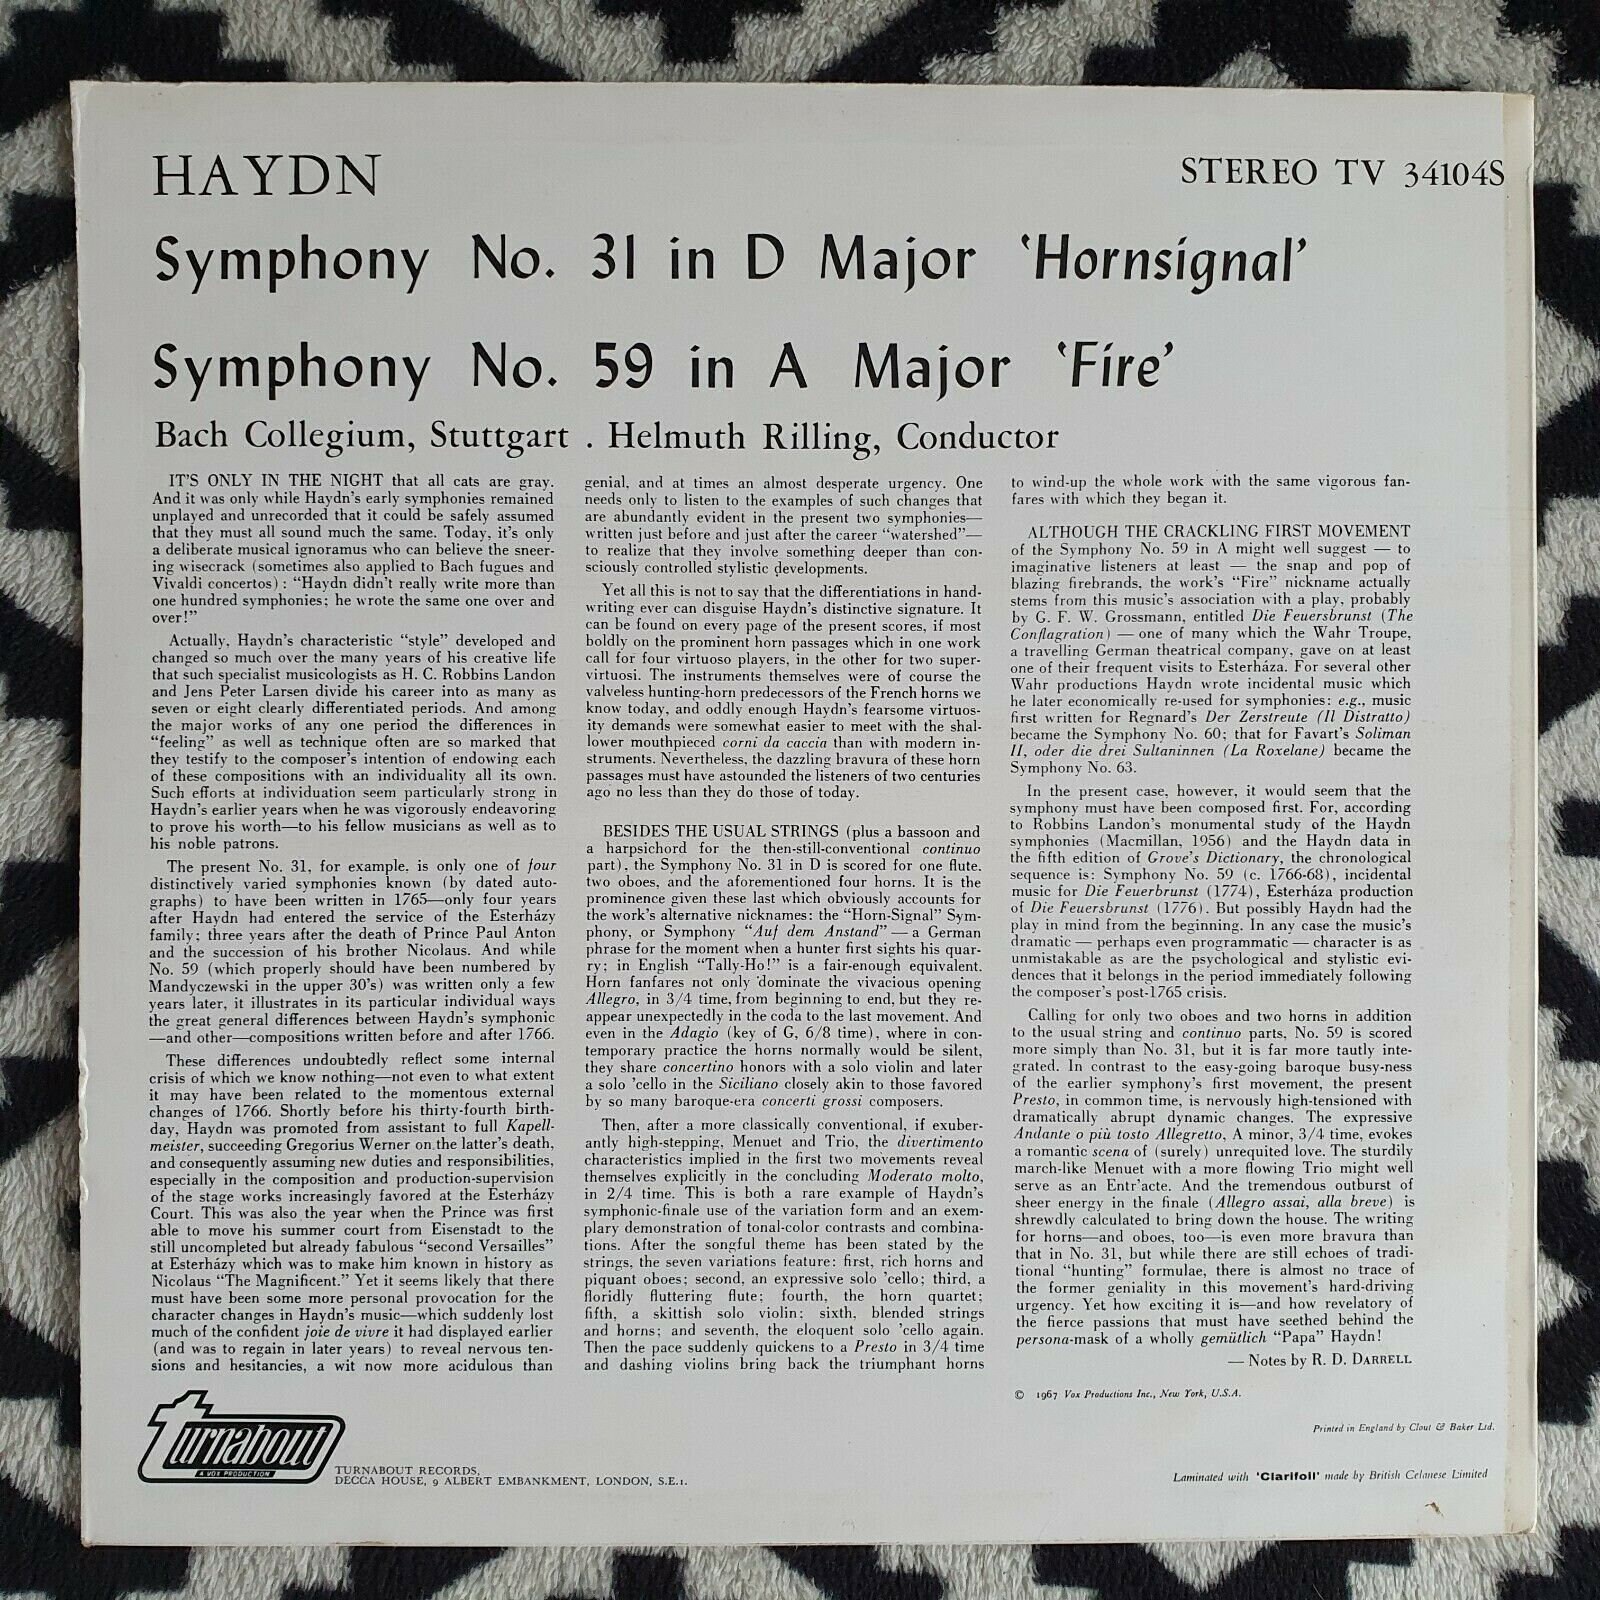 HAYDN
STEREO TV 34104S
Symphony No. 31 in D Major 'Hornsignal'
Symphony No. 59 in A Major 'Fire'
Bach Collegium, Stuttgart . Helmuth Rilling, Conductor
IT'S ONLY IN THE NIGHT that all cats are gray.
And it was only while Haydn's early symphonies remained
unplayed and unrecorded that it could be safely assumed
that they must all sound much the same. Today, it's only
a deliberate musical ignoramus who can believe the sneer-
ing wisecrack (sometimes also applied to Bach fugues and
Vivaldi concertos) : "Haydn didn't really write more than
one hundred symphonies; he wrote the same one over and
over!"
Actually, Haydn's characteristic "style" developed and
changed so much over the many years of his creative life
that such specialist musicologists as H. C. Robbins Landon
and Jens Peter Larsen divide his career into as many as
seven or eight clearly differentiated periods. And among
the major works of any one period the differences in
"feeling" as well as technique often are so marked that
they testify to the composer's intention of endowing each
of these compositions with an individuality all its own.
Such efforts at individuation seem particularly strong in
Haydn's earlier years when he was vigorously endeavoring
to prove his worth—to his fellow musicians as well as to
his noble patrons.
The present No. 31, for example, is only one of four
distinctively varied symphonies known (by dated auto-
graphs) to have been written in 1765—only four years
after Haydn had entered the service of the Esterházy
family; three years after the death of Prince Paul Anton
and the succession of his brother Nicolaus. And while
No. 59 (which properly should have been numbered by
Mandyczewski in the upper 30's) was written only a few
years later, it illustrates in its particular individual ways
the great general differences between Haydn's symphonic
—and other—compositions written before and after 1766.
These differences undoubtedly reflect some internal
crisis of which we know nothing—not even to what extent
it may have been related to the momentous external
changes of 1766. Shortly before his thirty-fourth birth-
day, Haydn was promoted from assistant to full Kapell-
meister, succeeding Gregorius Werner on the latter's death,
and consequently assuming new duties and responsibilities,
especially in the composition and production-supervision
of the stage works increasingly favored at the Esterházy
Court. This was also the year when the Prince was first
able to move his summer court from Eisenstadt to the
still uncompleted but already fabulous "second Versailles"
at Esterházy which was to make him known in history as
Nicolaus "The Magnificent." Yet it seems likely that there
must have been some more personal provocation for the
character changes in Haydn's music—which suddenly lost
much of the confident joie de vivre it had displayed earlier
(and was to regain in later years) to reveal nervous ten-
sions and hesitancies, a wit now more acidulous than
genial, and at times an almost desperate urgency. One
needs only to listen to the examples of such changes that
are abundantly evident in the present two symphonies—
written just before and just after the career "watershed"—
to realize that they involve something deeper than con-
sciously controlled stylistic developments.
Yet all this is not to say that the differentiations in hand-
writing ever can disguise Haydn's distinctive signature. It
can be found on every page of the present scores, if most
boldly on the prominent horn passages which in one work
call for four virtuoso players, in the other for two super-
virtuosi. The instruments themselves were of course the
valveless hunting-horn predecessors of the French horns we
know today, and oddly enough Haydn's fearsome virtuos-
ity demands were somewhat easier to meet with the shal-
lower mouthpieced corni da caccia than with modern in-
struments. Nevertheless, the dazzling bravura of these horn
passages must have astounded the listeners of two centuries
ago no less than they do those of today.
BESIDES THE USUAL STRINGS (plus a bassoon and
a harpsichord for the then-still-conventional continuo
part), the Symphony No. 31 in D is scored for one flute,
two oboes, and the aforementioned four horns. It is the
prominence given these last which obviously accounts for
the work's alternative nicknames: the "Horn-Signal" Sym-
phony, or Symphony "Auf dem Anstand" — a German
phrase for the moment when a hunter first sights his quar-
ry; in English "Tally-Ho!" is a fair-enough equivalent.
Horn fanfares not only dominate the vivacious opening
Allegro, in 3/4 time, from beginning to end, but they re-
appear unexpectedly in the coda to the last movement. And
even in the Adagio (key of G, 6/8 time), where in con-
temporary practice the horns normally would be silent,
they share concertino honors with a solo violin and later
a solo 'cello in the Siciliano closely akin to those favored
by so many baroque-era concerti grossi composers.
Then, after a more classically conventional, if exuber-
antly high-stepping, Menuet and Trio, the divertimento
characteristics implied in the first two movements reveal
themselves explicitly in the concluding Moderato molto,
in 2/4 time. This is both a rare example of Haydn's
symphonic-finale use of the variation form and an exem-
plary demonstration of tonal-color contrasts and combina-
tions. After the songful theme has been stated by the
strings, the seven variations feature: first, rich horns and
piquant oboes; second, an expressive solo 'cello; third, a
floridly fluttering flute; fourth, the horn quartet;
fifth, a skittish solo violin; sixth, blended strings
and horns; and seventh, the eloquent solo 'cello again.
Then the pace suddenly quickens to a Presto in 3/4 time
and dashing violins bring back the triumphant horns
to wind-up the whole work with the same vigorous fan-
fares with which they began it.
ALTHOUGH THE CRACKLING FIRST MOVEMENT
of the Symphony No. 59 in A might well suggest — to
imaginative listeners at least — the snap and pop of
blazing firebrands, the work's "Fire" nickname actually
stems from this music's association with a play, probably
by G. F. W. Grossmann, entitled Die Feuersbrunst (The
Conflagration) — one of many which the Wahr Troupe,
a travelling German theatrical company, gave on at least
one of their frequent visits to Esterháza. For several other
Wahr productions Haydn wrote incidental music which
he later economically re-used for symphonies: e.g., music
first written for Regnard's Der Zerstreute (Il Distratto)
became the Symphony No. 60; that for Favart's Soliman
II, oder die drei Sultaninnen (La Roxelane) became the
Symphony No. 63.
In the present case, however, it would seem that the
symphony must have been composed first. For, according
to Robbins Landon's monumental study of the Haydn
symphonies (Macmillan, 1956) and the Haydn data in
the fifth edition of Grove's Dictionary, the chronological
sequence is: Symphony No. 59 (c. 1766-68), incidental
music for Die Feuerbrunst (1774), Esterháza production
of Die Feuersbrunst (1776). But possibly Haydn had the
play in mind from the beginning. In any case the music's
dramatic — perhaps even programmatic — character is as
unmistakable as are the psychological and stylistic evi-
dences that it belongs in the period immediately following
the composer's post-1765 crisis.
Calling for only two oboes and two horns in addition
to the usual string and continuo parts, No. 59 is scored
more simply than No. 31, but it is far more tautly inte-
grated. In contrast to the easy-going baroque busy-ness
of the earlier symphony's first movement, the present
Presto, in common time, is nervously high-tensioned with
dramatically abrupt dynamic changes. The expressive
Andante o più tosto Allegretto, A minor, 3/4 time, evokes
a romantic scena of (surely) unrequited love. The sturdily
march-like Menuet with a more flowing Trio might well
serve as an Entr'acte. And the tremendous outburst of
sheer energy in the finale (Allegro assai, alla breve) is
shrewdly calculated to bring down the house. The writing
for horns—and oboes, too—is even more bravura than
that in No. 31, but while there are still echoes of tradi-
tional "hunting" formulae, there is almost no trace of
the former geniality in this movement's hard-driving
urgency. Yet how exciting it is—and how revelatory of
the fierce passions that must have seethed behind the
persona-mask of a wholly gemütlich "Papa" Haydn!
— Notes by R. D. DARRELL
© 1967 Vox Productions Inc., New York, U.S.A.
Printed in England by Clout & Baker Ltd.
turnabout
A VOX PRODUCTION
TURNABOUT RECORDS,
DECCA HOUSE, 9 ALBERT EMBANKMENT, LONDON, S.E.1.
Laminated with 'Clarifoil' made by British Celanese Limited